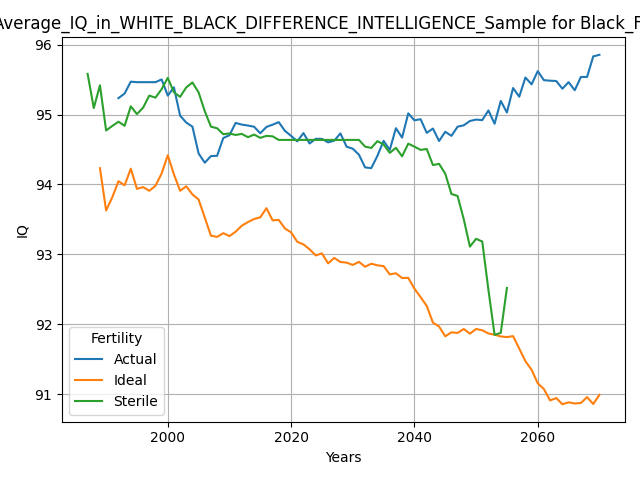 Average_IQ_in_WHITE_BLACK_DIFFERENCE_INTELLIGENCE_Sample for Black_F
96
95
94
93
92
91
IQ
Fertility
Actual
Ideal
Sterile
2000
2020
2040
2060
Years